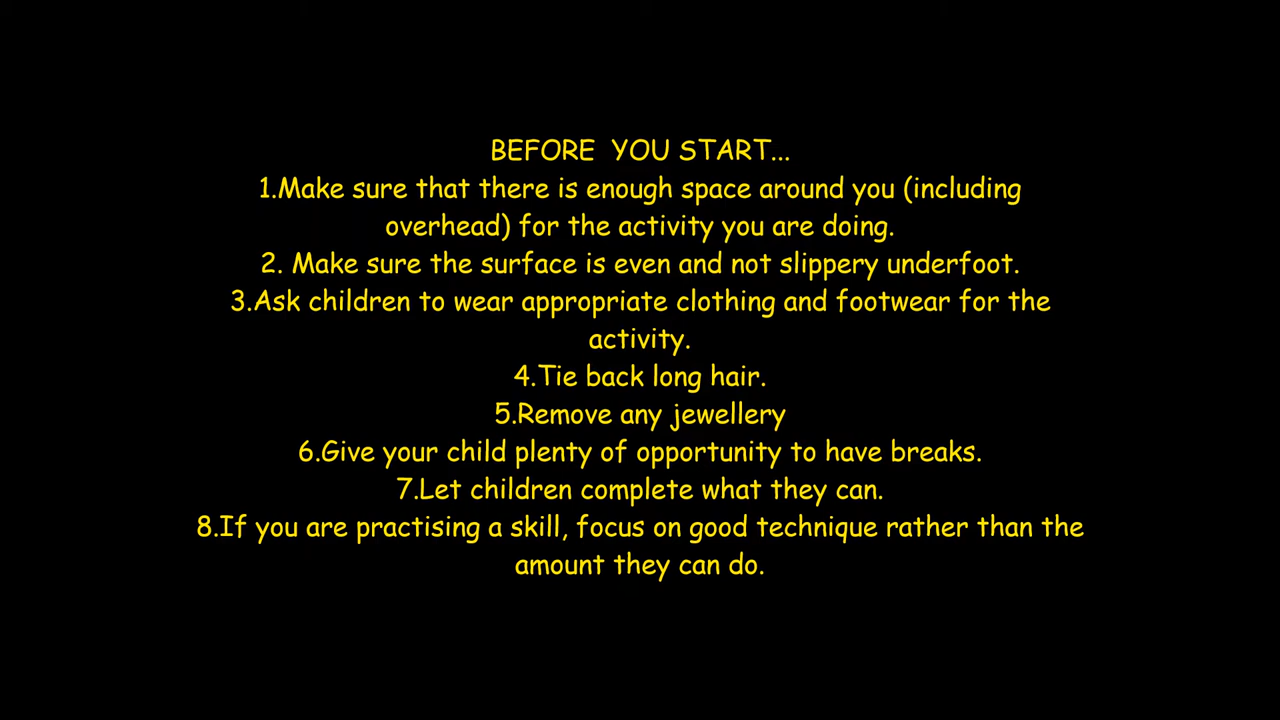 BEFORE  YOU START...
1.Make sure that there is enough space around you (including
overhead) for the activity you are doing.
2. Make sure the surface is even and not slippery underfoot.
3.Ask children to wear appropriate clothing and footwear for the
activity.
4.Tie back long hair.
5.Remove any jewellery
6.Give your child plenty of opportunity to have breaks.
7.Let children complete what they can.
8.If you are practising a skill, focus on good technique rather than the
amount they can do.